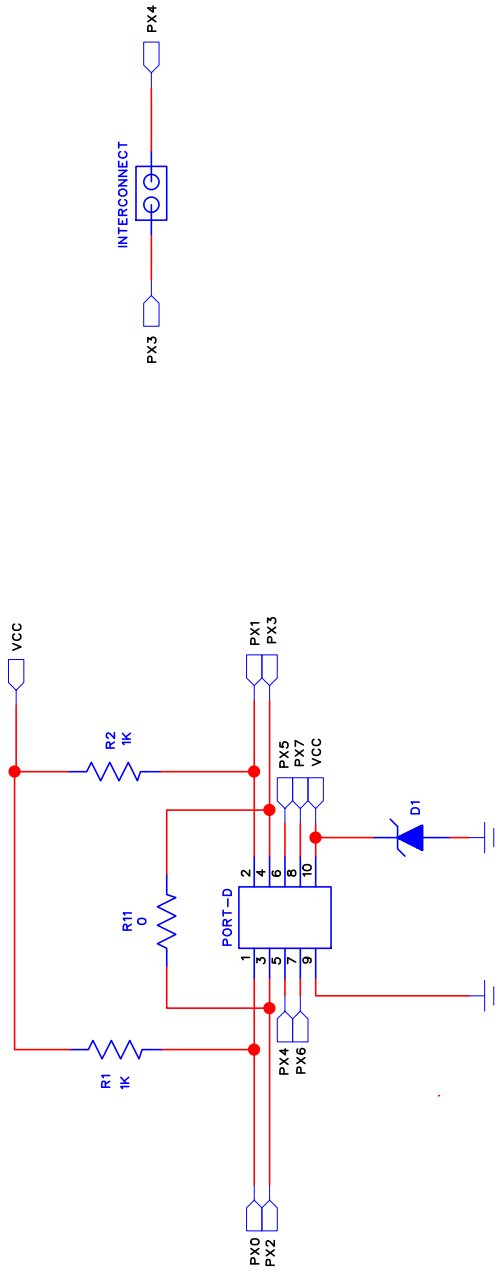 VCC
R1
1K
R2
1K
R11
0
PORT-D
PX0
PX2
1
3
5
7
9
2
4
6
8
10
PX1
PX3
PX4
PX6
PX5
PX7
VCC
D1
INTERCONNECT
PX3
PX4